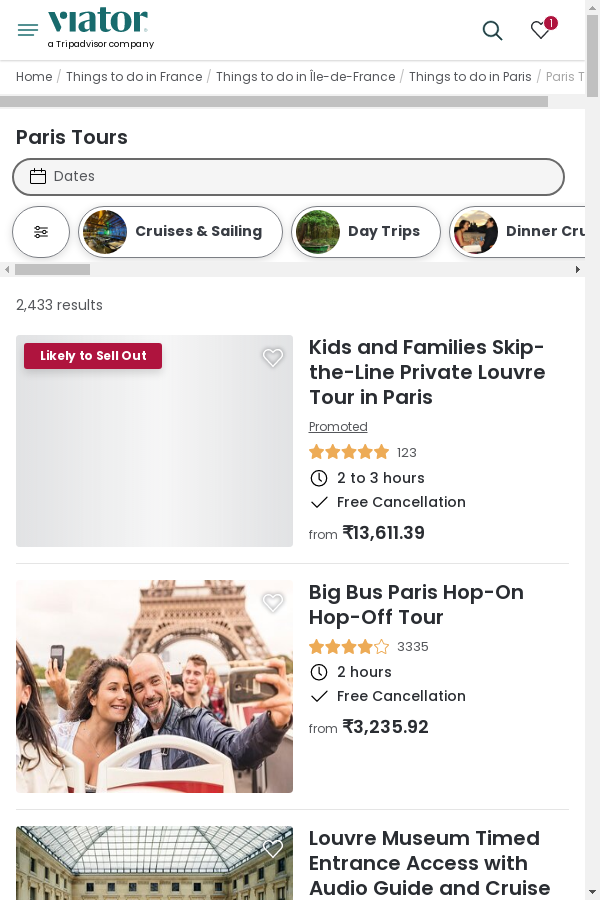 viator
a Tripadvisor company
1
Home / Things to do in France / Things to do in Île-de-France / Things to do in Paris / Paris T
Paris Tours
Dates
Cruises & Sailing
Day Trips
Dinner Cru
2,433 results
Likely to Sell Out
Kids and Families Skip-
the-Line Private Louvre
Tour in Paris
Promoted
123
2 to 3 hours
Free Cancellation
from ₹13,611.39
Big Bus Paris Hop-On
Hop-Off Tour
3335
2 hours
Free Cancellation
from ₹3,235.92
Louvre Museum Timed
Entrance Access with
Audio Guide and Cruise